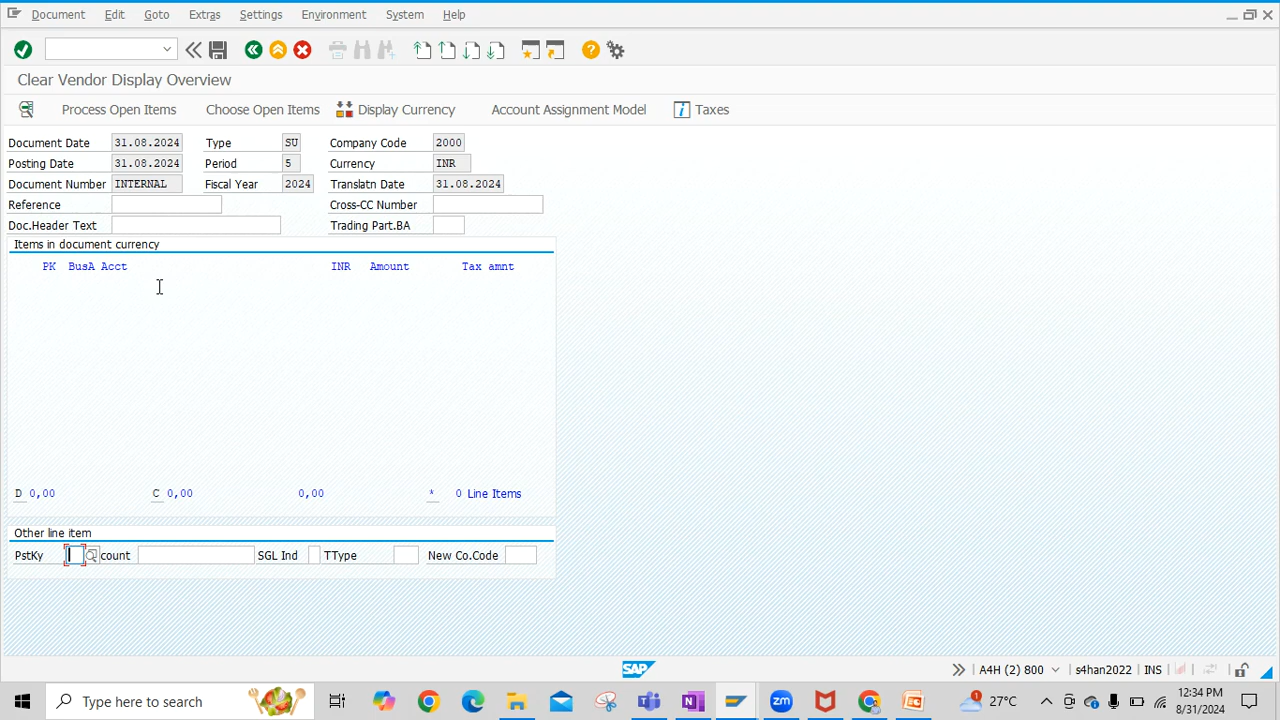 Document Edit Goto Extras Settings Environment System Help
Clear Vendor Display Overview
Process Open Items Choose Open Items Display Currency Account Assignment Model Taxes
Document Date 31.08.2024 Type SU Company Code 2000
Posting Date 31.08.2024 Period 5 Currency INR
Document Number INTERNAL Fiscal Year 2024 Translatn Date 31.08.2024
Reference Cross-CC Number
Doc.Header Text Trading Part.BA
Items in document currency
PK BusA Acct INR Amount Tax amnt
D 0,00 C 0,00 0,00 * 0 Line Items
Other line item
PstKy count SGL Ind TType New Co.Code
SAP A4H (2) 800 s4han2022 INS
Type here to search 27°C 12:34 PM
8/31/2024